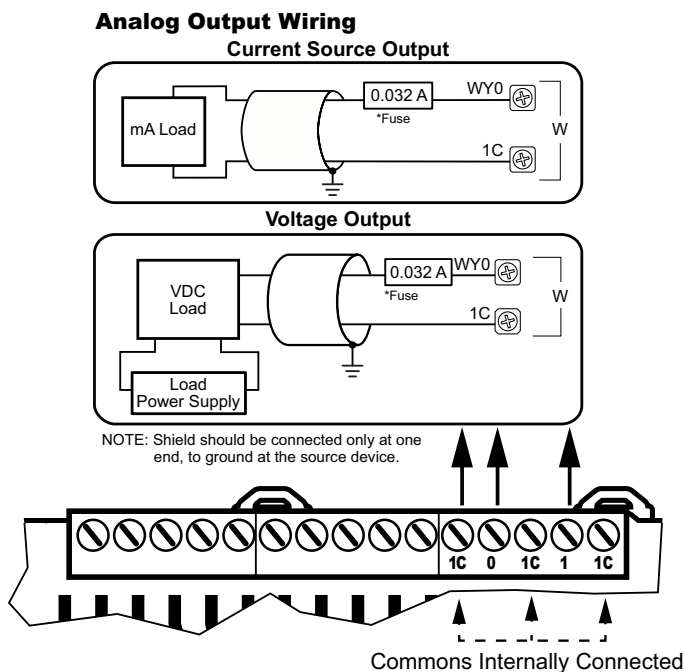 Analog Output Wiring
Current Source Output
mA Load
0.032 A
*Fuse
WY0
1C
W
Voltage Output
VDC
Load
Load
Power Supply
0.032 A
*Fuse
WY0
1C
W
NOTE: Shield should be connected only at one
end, to ground at the source device.
1C 0 1C 1 1C
Commons Internally Connected